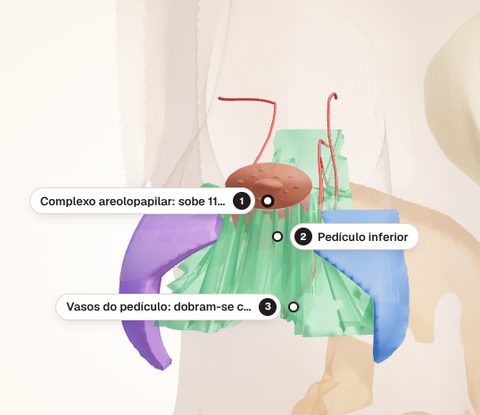 Complexo areolopapilar: sobe 11... 1
2 Pedículo inferior
Vasos do pedículo: dobram-se c... 3